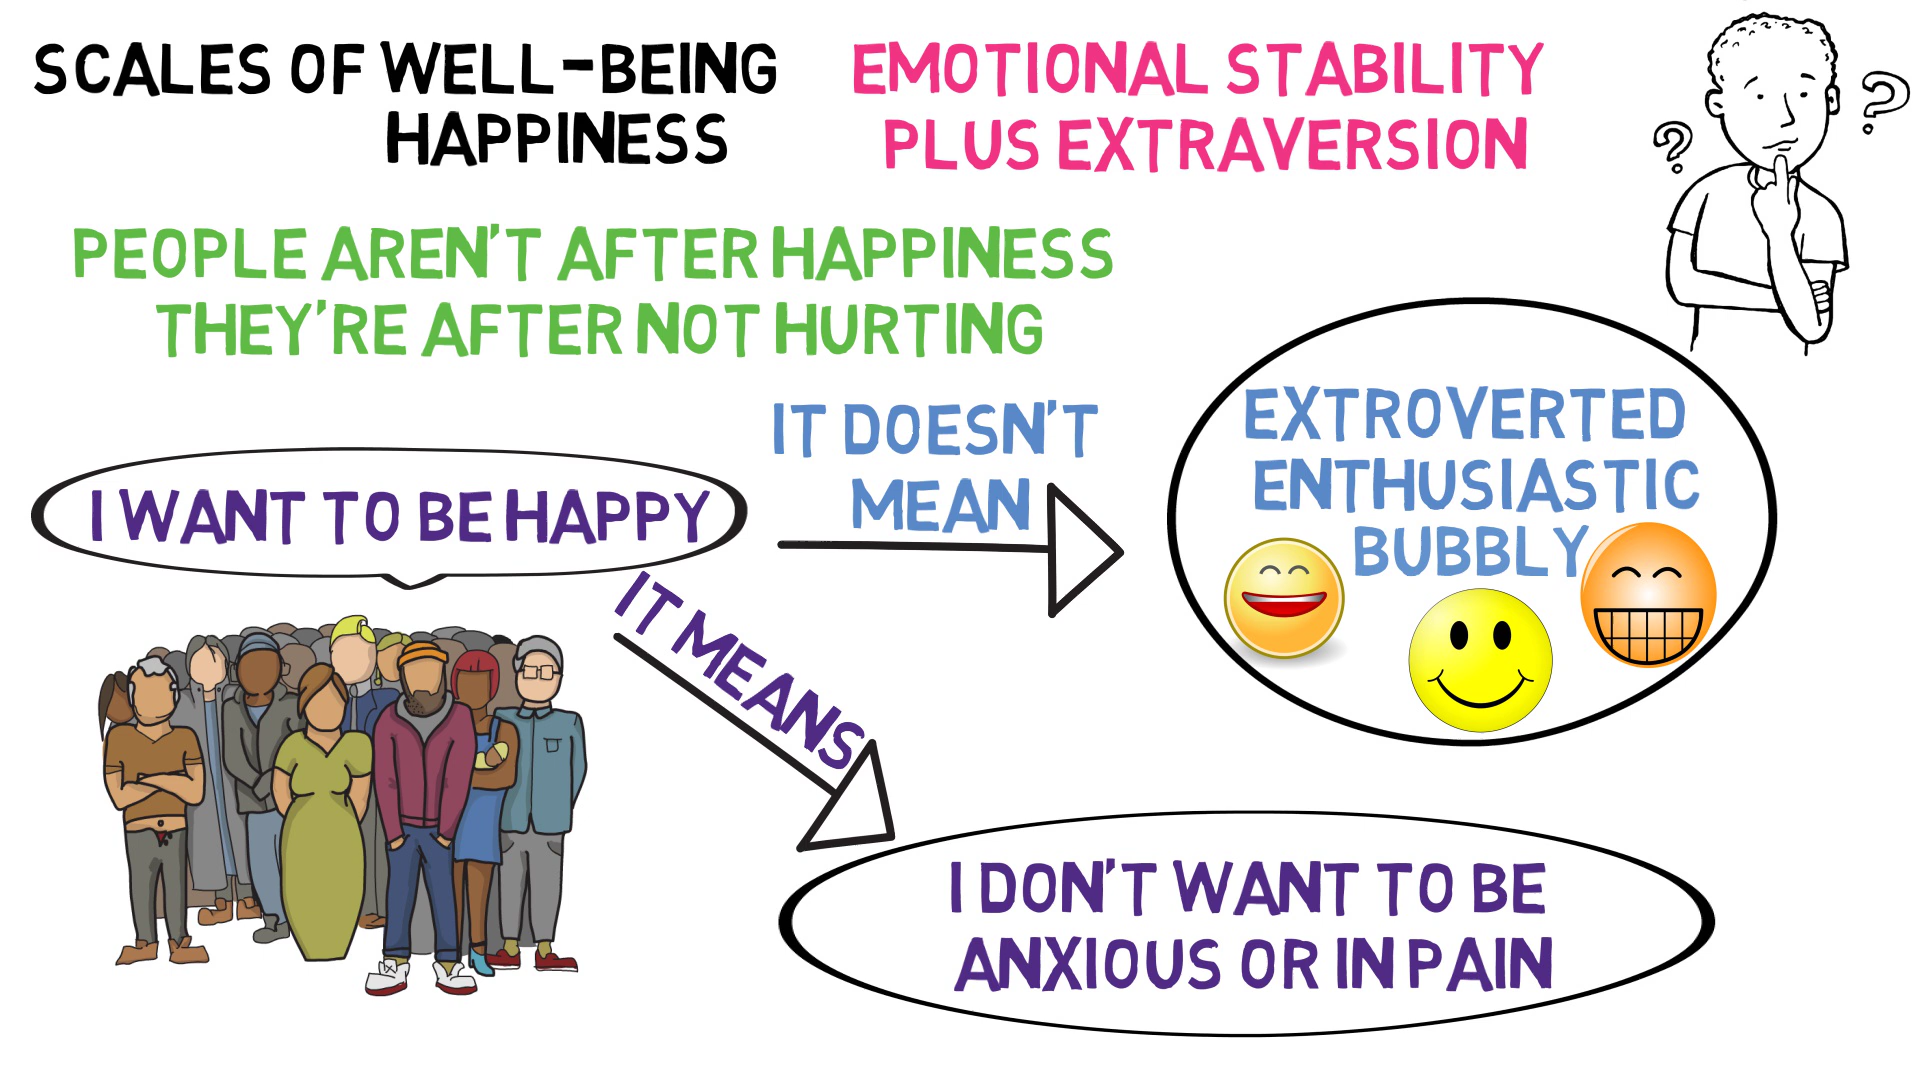 SCALES OF WELL-BEING
HAPPINESS
EMOTIONAL STABILITY
PLUS EXTRAVERSION
? ?
PEOPLE AREN'T AFTER HAPPINESS
THEY'RE AFTER NOT HURTING
I WANT TO BE HAPPY
IT DOESN'T
MEAN
EXTROVERTED
ENTHUSIASTIC
BUBBLY
IT MEANS
I DON'T WANT TO BE
ANXIOUS OR IN PAIN